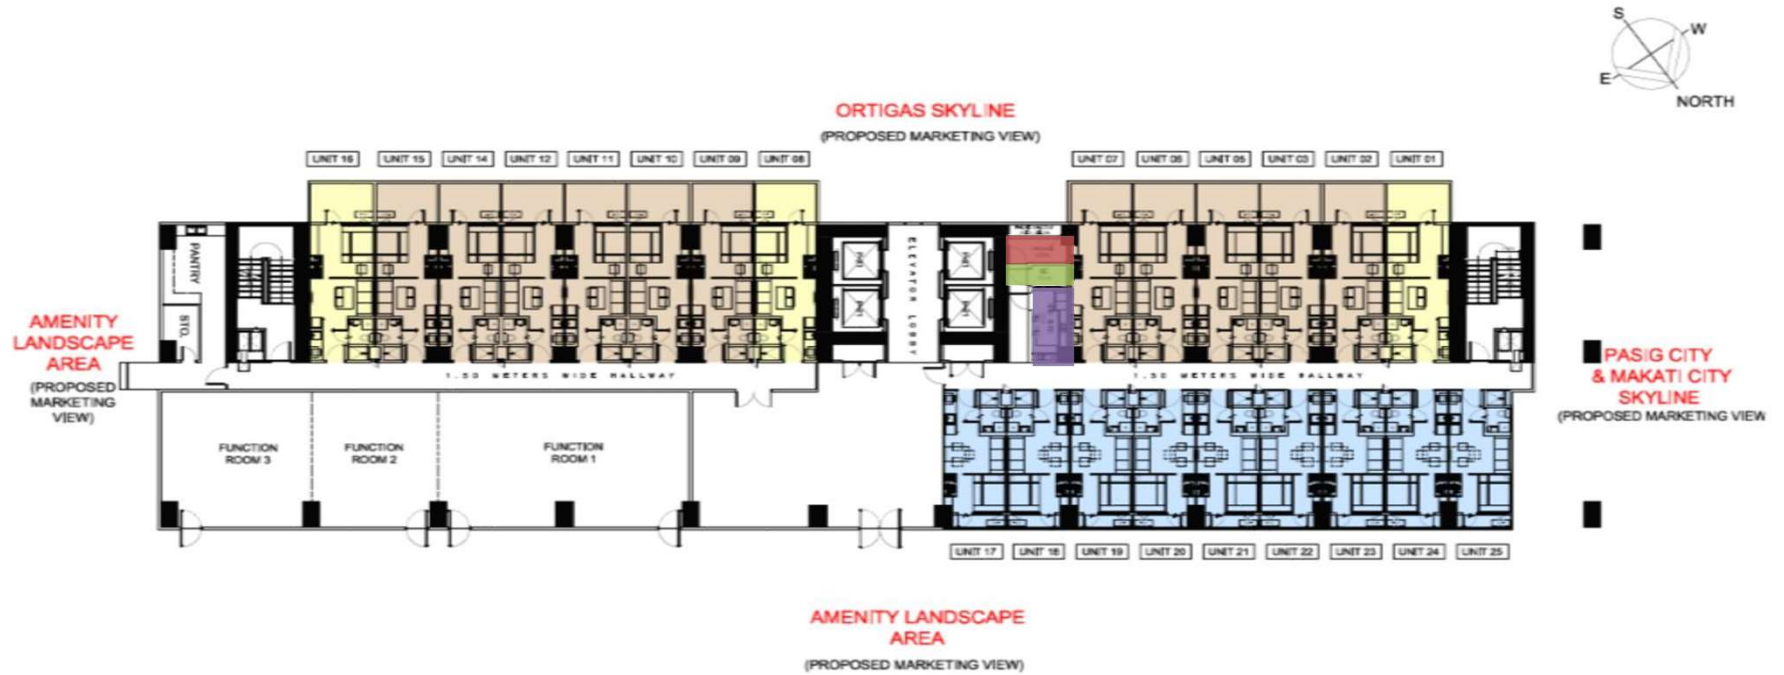 S
W
E
NORTH
ORTIGAS SKYLINE
(PROPOSED MARKETING VIEW)
UNIT 16
UNIT 15
UNIT 14
UNIT 12
UNIT 11
UNIT 10
UNIT 09
UNIT 08
UNIT 07
UNIT 06
UNIT 05
UNIT 03
UNIT 02
UNIT 01
PANTRY
STO.
ELEVATOR LOBBY
AMENITY
LANDSCAPE
AREA
(PROPOSED
MARKETING
VIEW)
1.50 METERS WIDE HALLWAY
1.50 METERS WIDE HALLWAY
PASIG CITY
& MAKATI CITY
SKYLINE
(PROPOSED MARKETING VIEW
FUNCTION
ROOM 3
FUNCTION
ROOM 2
FUNCTION
ROOM 1
UNIT 17
UNIT 18
UNIT 19
UNIT 20
UNIT 21
UNIT 22
UNIT 23
UNIT 24
UNIT 25
AMENITY LANDSCAPE
AREA
(PROPOSED MARKETING VIEW)